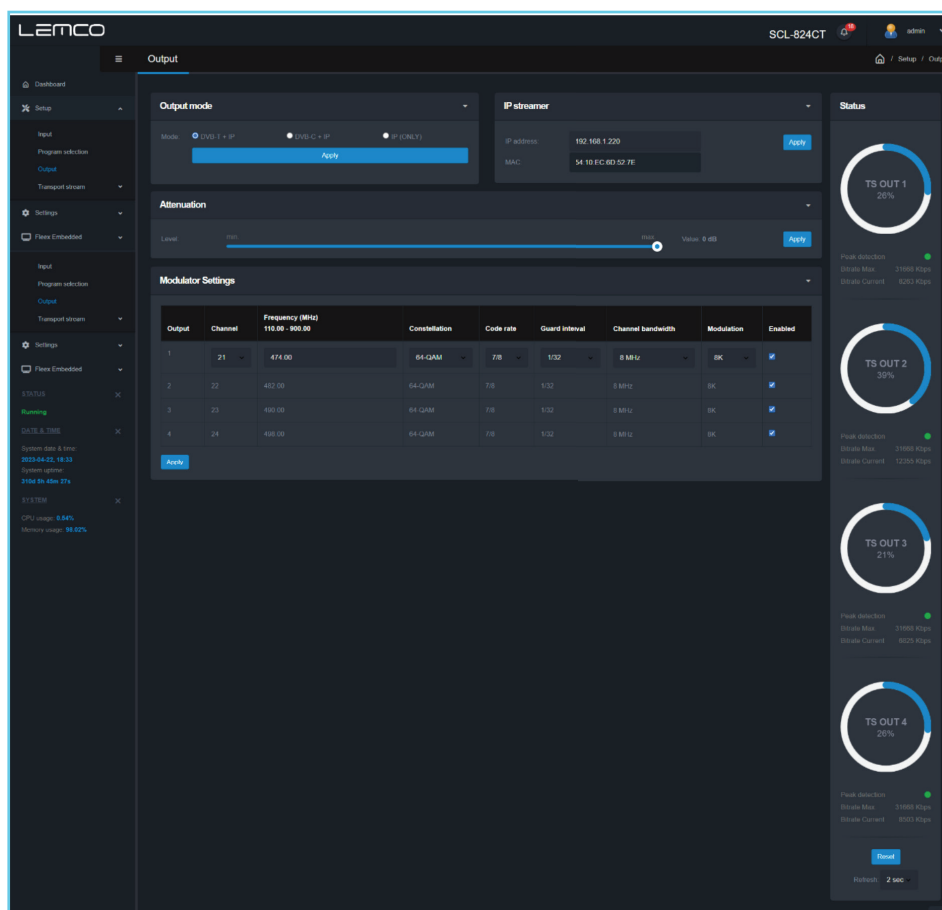 LEMCO
SCL-824CT
admin
Output
/ Setup / Outp
Dashboard
Setup
Input
Program selection
Output
Transport stream
Settings
Fleex Embedded
Input
Program selection
Output
Transport stream
Settings
Fleex Embedded
STATUS
Running
DATE & TIME
System date & time:
2023-04-22, 18:33
System uptime:
310d 5h 45m 27s
SYSTEM
CPU usage: 0.84%
Memory usage: 98.02%
Output mode
Mode: DVB-T + IP DVB-C + IP IP (ONLY)
Apply
IP streamer
IP address: 192.168.1.220 Apply
MAC: 54:10:EC:6D:52:7E
Attenuation
Level: min max Value: 0 dB Apply
Modulator Settings
Output Channel Frequency (MHz) 110.00 - 900.00 Constellation Code rate Guard interval Channel bandwidth Modulation Enabled
1 21 474.00 64-QAM 7/8 1/32 8 MHz 8K
2 22 482.00 64-QAM 7/8 1/32 8 MHz 8K
3 23 490.00 64-QAM 7/8 1/32 8 MHz 8K
4 24 498.00 64-QAM 7/8 1/32 8 MHz 8K
Apply
Status
TS OUT 1
26%
Peak detection
Bitrate Max 31668 Kbps
Bitrate Current 8263 Kbps
TS OUT 2
39%
Peak detection
Bitrate Max 31668 Kbps
Bitrate Current 12355 Kbps
TS OUT 3
21%
Peak detection
Bitrate Max 31668 Kbps
Bitrate Current 6825 Kbps
TS OUT 4
26%
Peak detection
Bitrate Max 31668 Kbps
Bitrate Current 8503 Kbps
Reset
Refresh: 2 sec